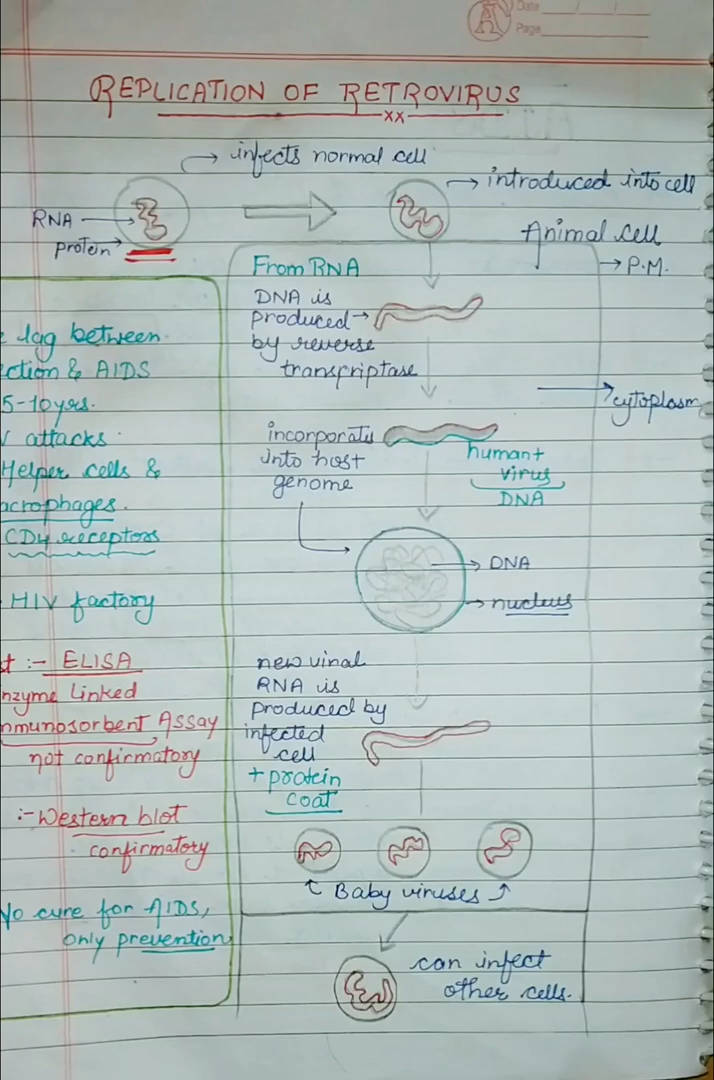 Date
Page
REPLICATION OF RETROVIRUS
xx
infects normal cell
introduced into cell
RNA
protein
Animal cell
P.M.
From RNA
DNA is
produced
by reverse
transcriptase
cytoplasm
incorporate
into host
genome
human+
virus
DNA
DNA
nucleus
new viral
RNA is
produced by
infected
cell
+ protein
coat
Baby viruses
can infect
other cells.
lag between
ction & AIDS
5-10yrs.
attacks
Helper cells &
acrophages.
CD4 receptors
HIV factory
t :- ELISA
nzyme linked
mmunosorbent Assay
not confirmatory
:- Western blot
confirmatory
No cure for AIDS,
only prevention